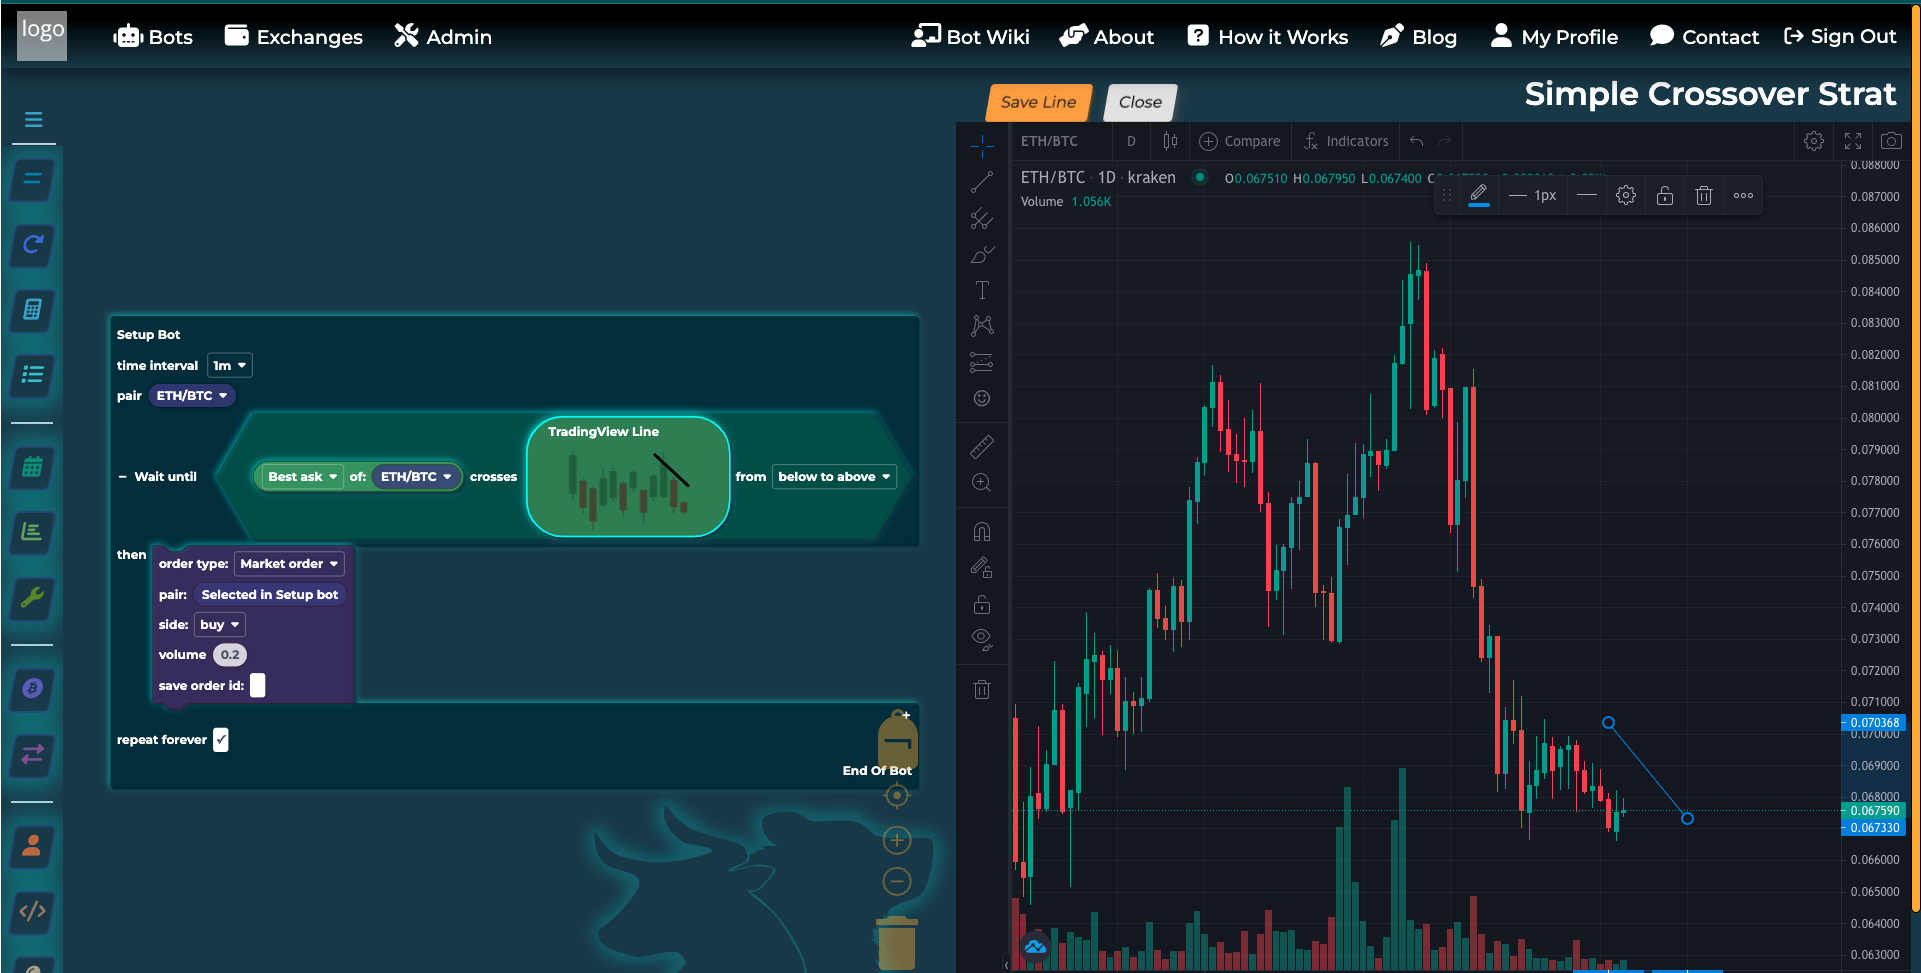 logo
Bots
Exchanges
Admin
Bot Wiki
About
How it Works
Blog
My Profile
Contact
Sign Out
Save Line
Close
Simple Crossover Strat
ETH/BTC
D
Compare
Indicators
ETH/BTC · 1D · kraken
O0.067510 H0.067950 L0.067400
Volume 1.056K
1px
Setup Bot
time interval 1m
pair ETH/BTC
Wait until
Best ask of: ETH/BTC crosses
TradingView Line
from below to above
then
order type: Market order
pair: Selected in Setup bot
side: buy
volume 0.2
save order id:
repeat forever
End Of Bot
0.088000
0.087000
0.086000
0.085000
0.084000
0.083000
0.082000
0.081000
0.080000
0.079000
0.078000
0.077000
0.076000
0.075000
0.074000
0.073000
0.072000
0.071000
0.070368
0.070000
0.069000
0.068000
0.067590
0.067330
0.066000
0.065000
0.064000
0.063000